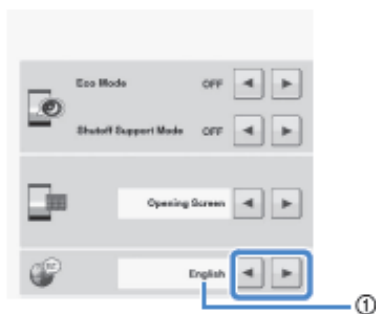 Eco Mode OFF
Shutoff Support Mode OFF
Opening Screen
English
①